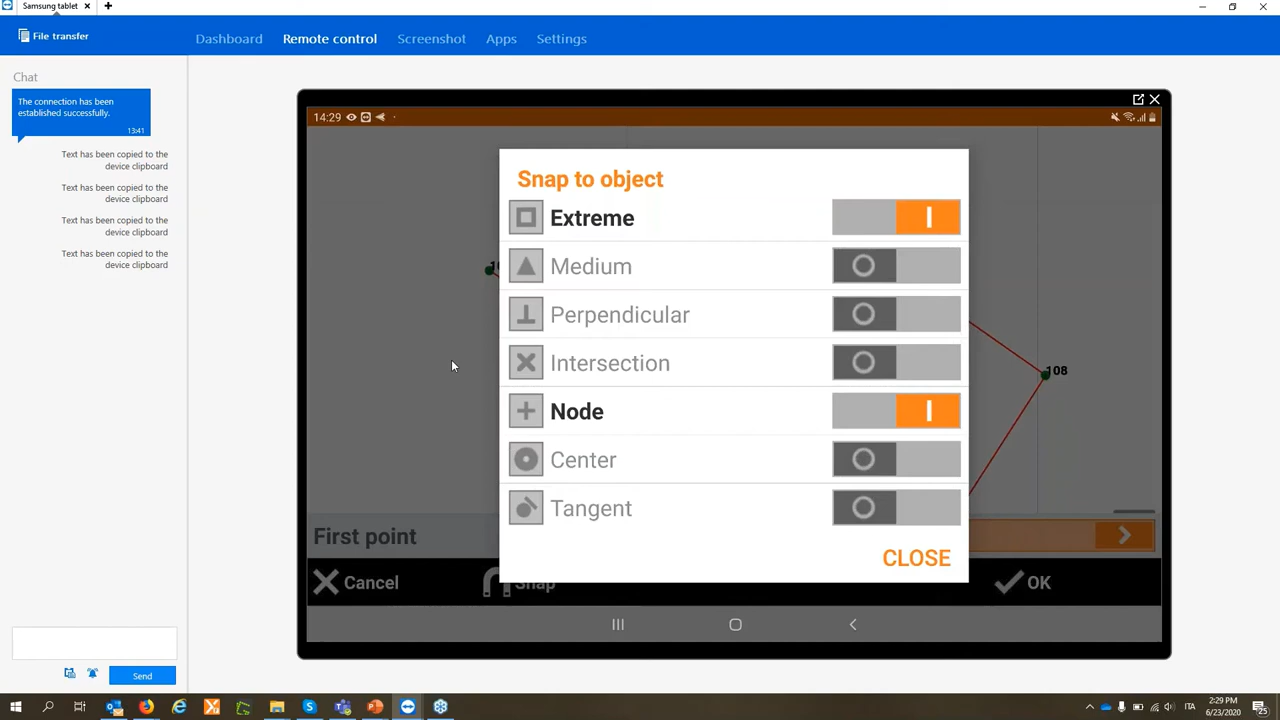 Samsung tablet
File transfer
Dashboard
Remote control
Screenshot
Apps
Settings
Chat
The connection has been
established successfully.
13:41
Text has been copied to the
device clipboard
Text has been copied to the
device clipboard
Text has been copied to the
device clipboard
Text has been copied to the
device clipboard
Send
14:29
Snap to object
Extreme
Medium
Perpendicular
Intersection
Node
Center
Tangent
CLOSE
108
First point
Cancel
Snap
OK
ITA
2:29 PM
6/23/2020
25